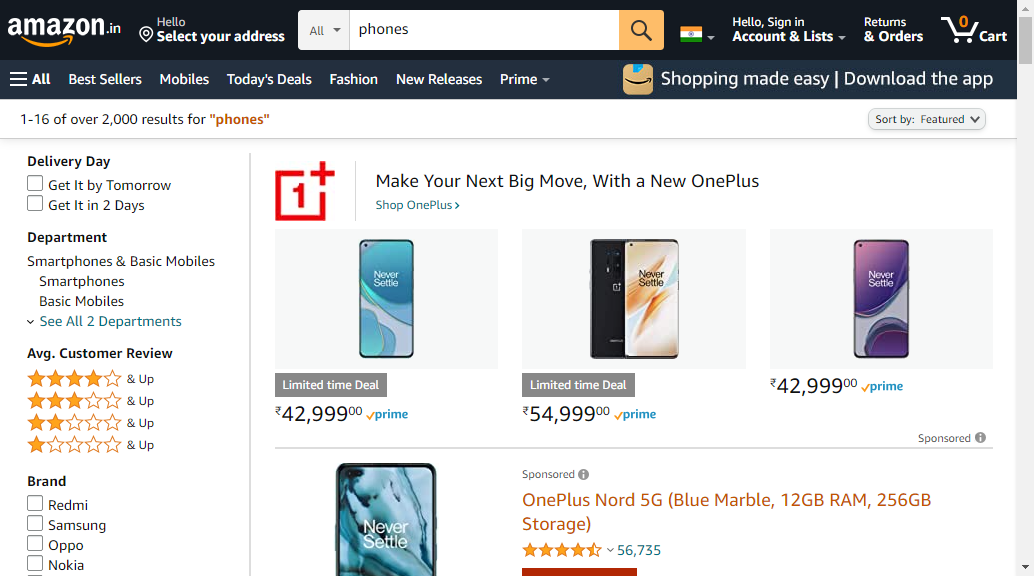 amazon.in
Hello
Select your address
All
phones
Hello, Sign in
Account & Lists
Returns
& Orders
0
Cart
All
Best Sellers
Mobiles
Today's Deals
Fashion
New Releases
Prime
Shopping made easy | Download the app
1-16 of over 2,000 results for "phones"
Sort by: Featured
Delivery Day
Get It by Tomorrow
Get It in 2 Days
Department
Smartphones & Basic Mobiles
Smartphones
Basic Mobiles
See All 2 Departments
Avg. Customer Review
& Up
& Up
& Up
& Up
Brand
Redmi
Samsung
Oppo
Nokia
1+
Make Your Next Big Move, With a New OnePlus
Shop OnePlus
Never
Settle
Limited time Deal
₹42,99900 prime
Never
Settle
Limited time Deal
₹54,99900 prime
Never
Settle
₹42,99900 prime
Sponsored
Never
Settle
Sponsored
OnePlus Nord 5G (Blue Marble, 12GB RAM, 256GB
Storage)
56,735